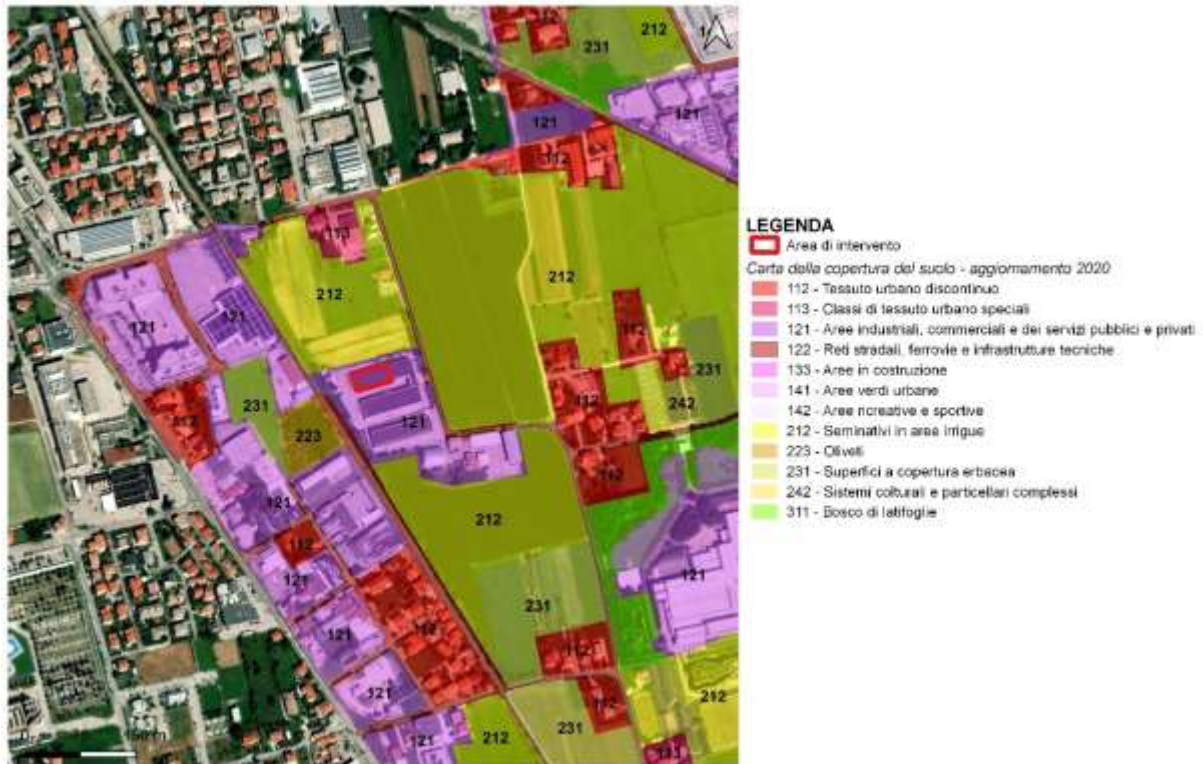 112
212
231
121
121
112
113
212
212
121
121
112
231
112
231
242
112
223
121
112
212
121
112
121
121
231
112
121
112
121
212
112
231
121
212
113
LEGENDA
Area di intervento
Carta della copertura del suolo - aggiornamento 2020
112 - Tessuto urbano discontinuo
113 - Classi di tessuto urbano speciali
121 - Aree industriali, commerciali e dei servizi pubblici e privati
122 - Reti stradali, ferrovie e infrastrutture tecniche
133 - Aree in costruzione
141 - Aree verdi urbane
142 - Aree ricreative e sportive
212 - Seminativi in area irrigue
223 - Oliveti
231 - Superfici a copertura erbacea
242 - Sistemi colturali e particellari complessi
311 - Bosco di latifoglie